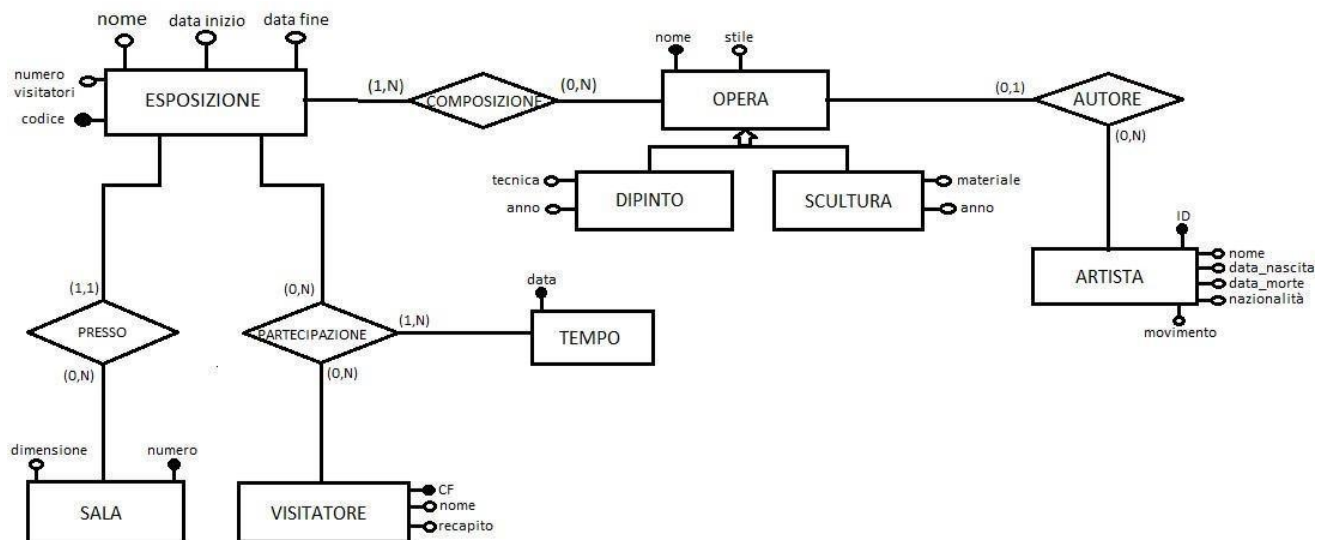 nome data inizio data fine
numero
visitatori
codice
ESPOSIZIONE
(1,N)
COMPOSIZIONE
(0,N)
nome stile
OPERA
(0,1)
AUTORE
(0,N)
tecnica
anno
DIPINTO
SCULTURA
materiale
anno
ID
ARTISTA
nome
data_nascita
data_morte
nazionalità
movimento
(1,1)
PRESSO
(0,N)
(0,N)
PARTECIPAZIONE
(1,N)
(0,N)
data
TEMPO
dimensione numero
SALA
VISITATORE
CF
nome
recapito